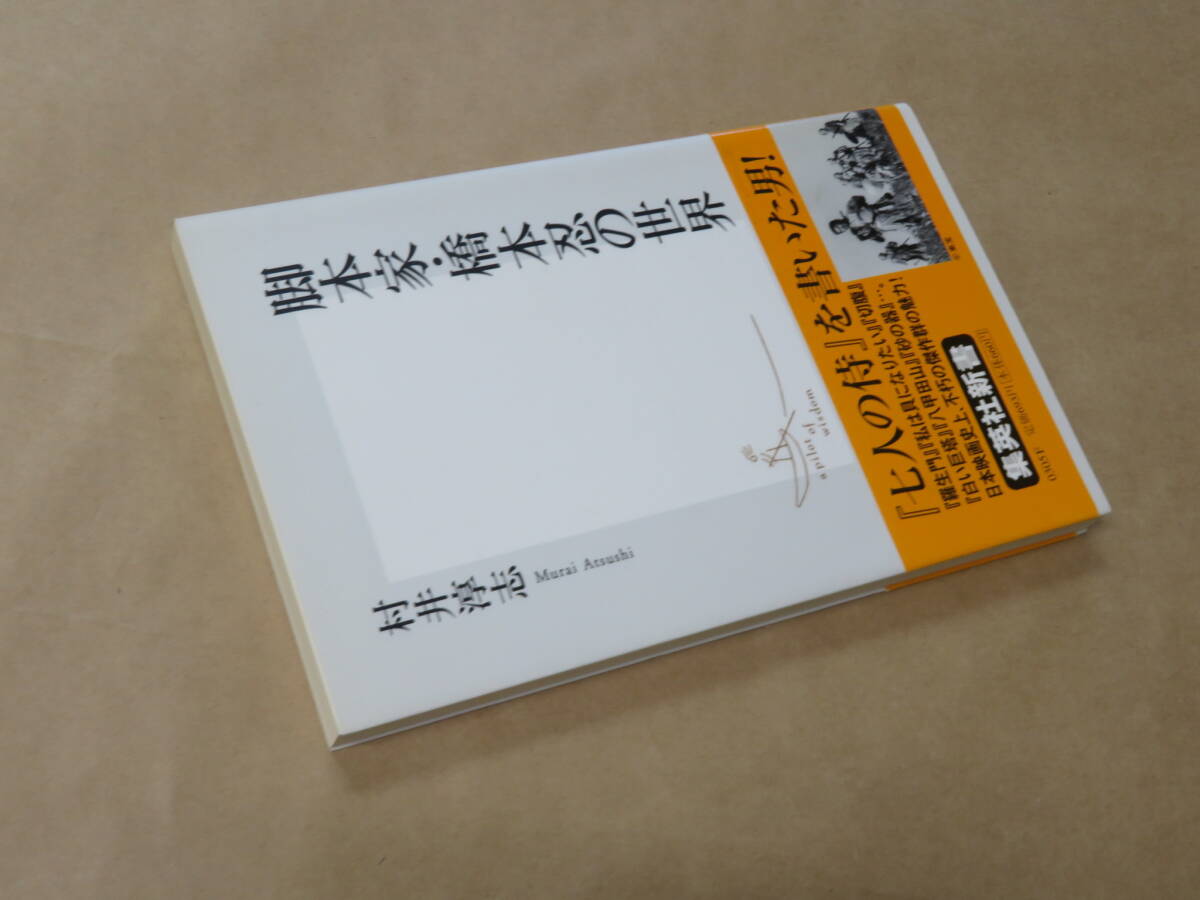 脚本家・橋本忍の世界
a pilot of
wisdom
村井淳志
Murai Atsushi
『七人の侍』を書いた男!
『羅生門』『私は貝になりたい』『切腹』
『白い巨塔』『八甲田山』『砂の器』…。
日本映画史上、不朽の傑作群の魅力!
集英社新書
0305F